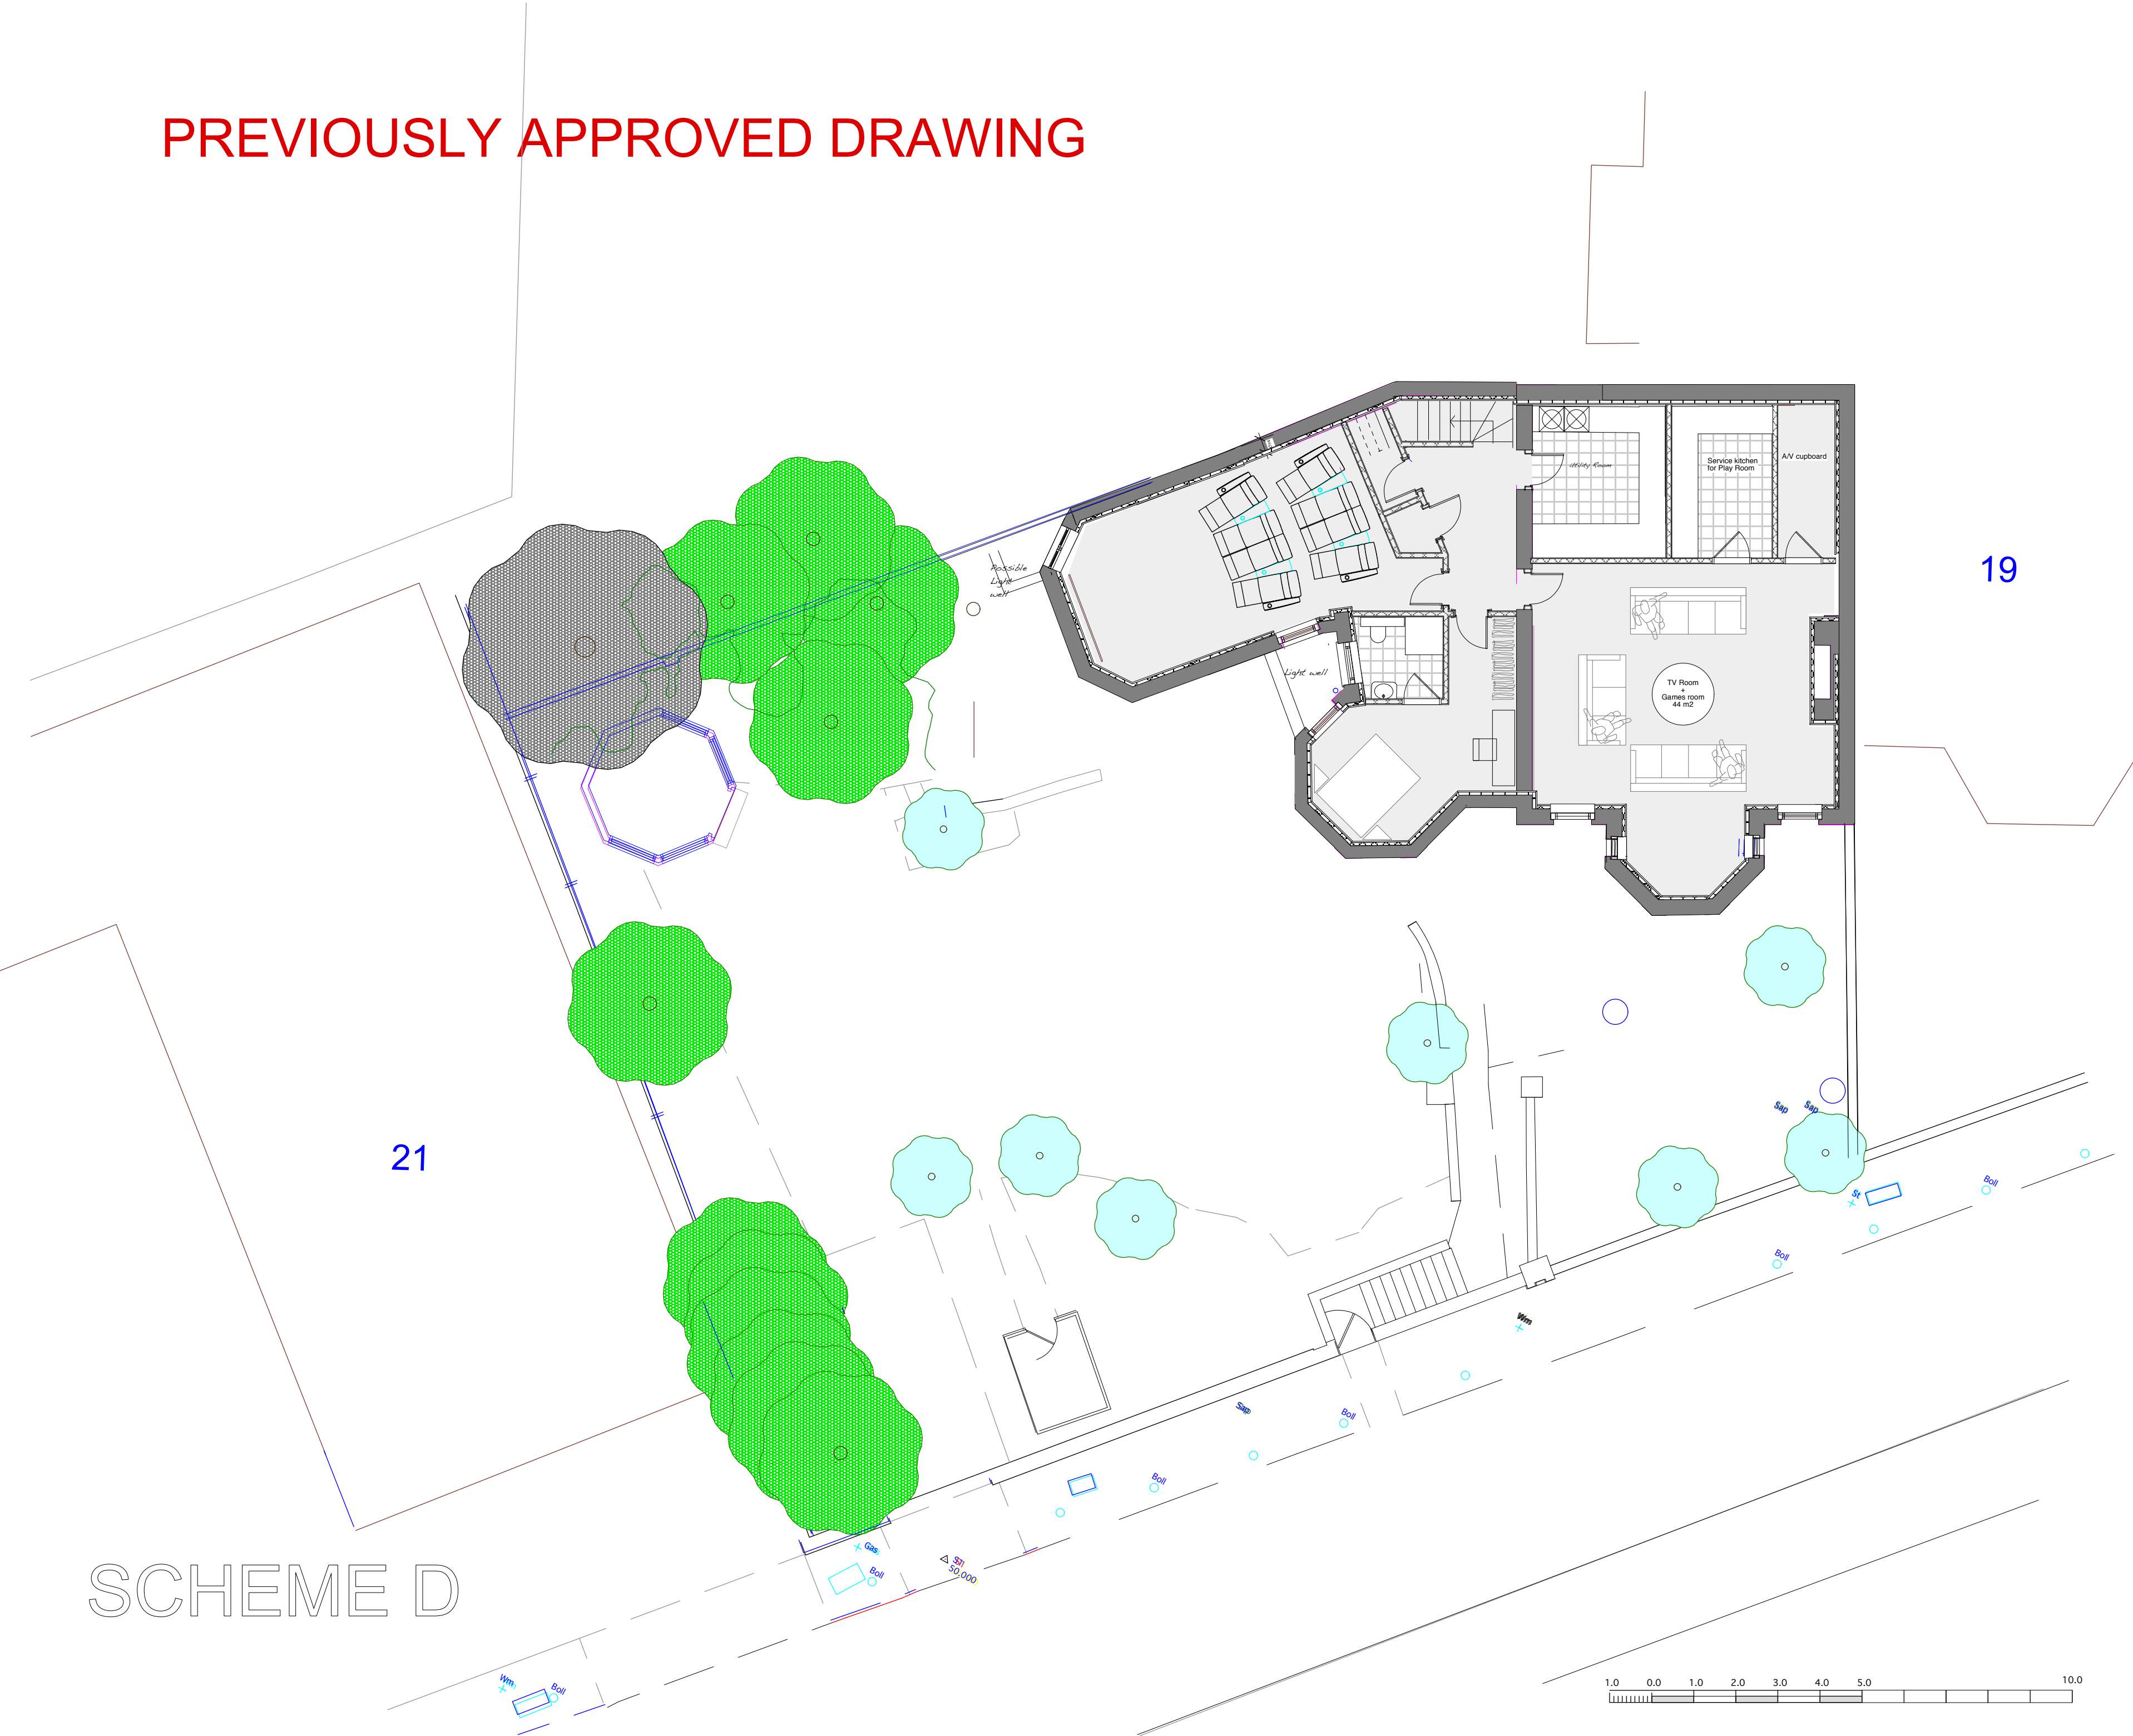 PREVIOUSLY APPROVED DRAWING
Utility Room
Service kitchen
for Play Room
A/V cupboard
19
Possible
Light
well
Light well
TV Room
+
Games room
44 m2
21
Sap
Sap
St
Boll
Boll
Wm
Sap
Boll
Boll
Gas
Boll
50.000
SCHEME D
Wm
Boll
1.0 0.0 1.0 2.0 3.0 4.0 5.0 10.0